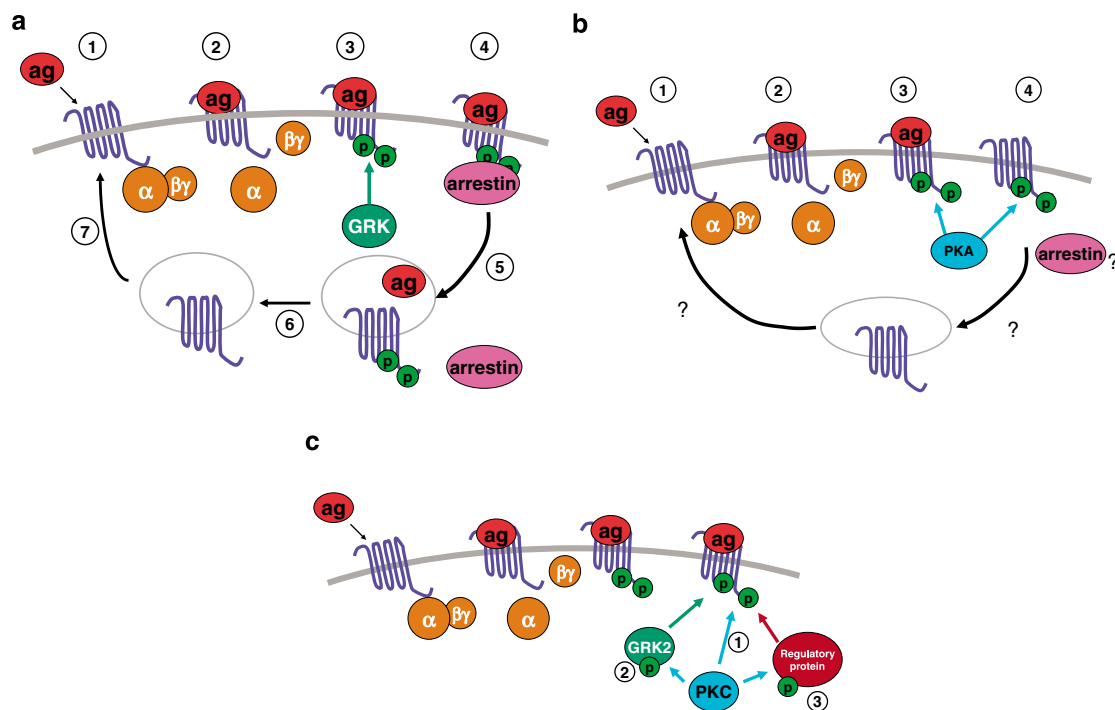 a
1
2
3
4
ag
ag
ag
ag
βγ
p
p
p
p
arrestin
α
βγ
α
GRK
7
5
ag
6
p
p
arrestin
b
1
2
3
4
ag
ag
ag
βγ
p
p
p
p
α
βγ
α
PKA
arrestin ?
?
?
c
ag
ag
ag
ag
βγ
p
p
p
p
α
βγ
α
GRK2
p
1
Regulatory
protein
p
2
PKC
3